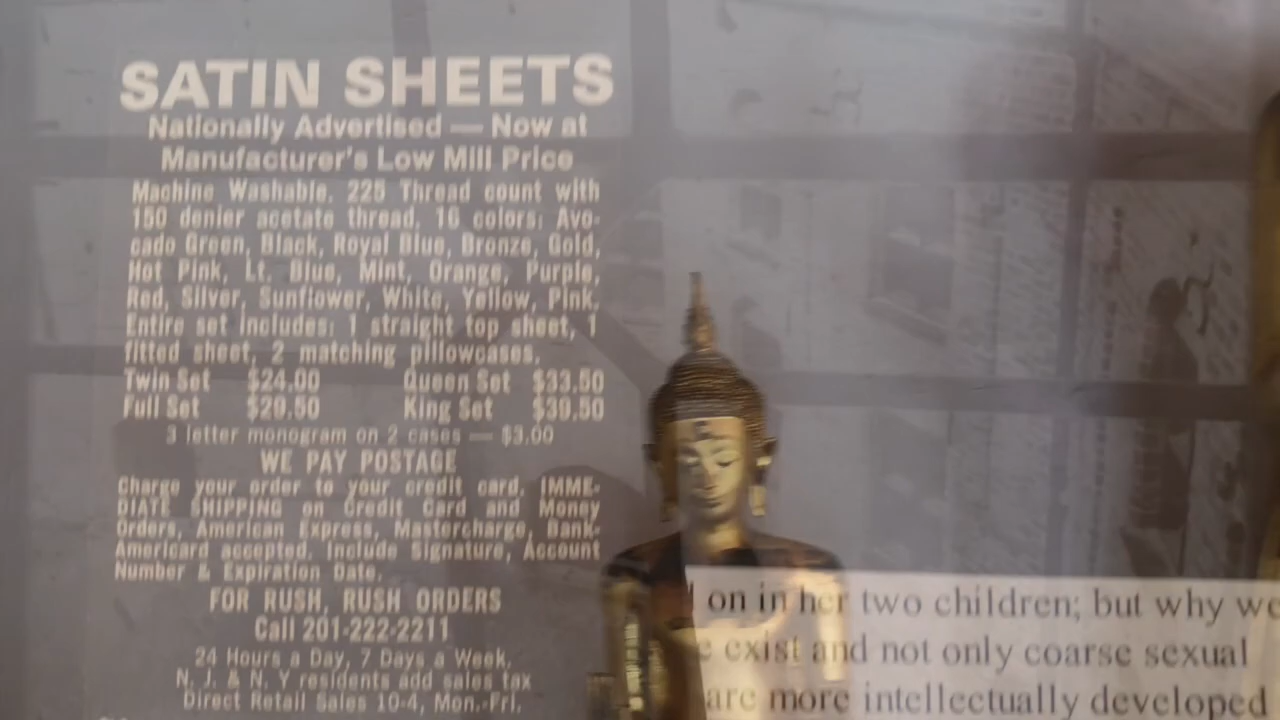 SATIN SHEETS
Nationally Advertised — Now at
Manufacturer's Low Mill Price
Machine Washable. 225 Thread count with
150 denier acetate thread. 16 colors: Avo-
cado Green, Black, Royal Blue, Bronze, Gold,
Hot Pink, Lt. Blue, Mint, Orange, Purple,
Red, Silver, Sunflower, White, Yellow, Pink.
Entire set includes: 1 straight top sheet, 1
fitted sheet, 2 matching pillowcases.
Twin Set $24.00 Queen Set $33.50
Full Set $29.50 King Set $39.50
3 letter monogram on 2 cases — $3.00
WE PAY POSTAGE
Charge your order to your credit card. IMME-
DIATE SHIPPING on Credit Card and Money
Orders, American Express, Mastercharge, Bank-
Americard accepted. Include Signature, Account
Number & Expiration Date.
FOR RUSH, RUSH ORDERS
Call 201-222-2211
24 Hours a Day, 7 Days a Week.
N. J. & N. Y residents add sales tax
Direct Retail Sales 10-4, Mon.-Fri.
on in her two children; but why we
exist and not only coarse sexual
are more intellectually developed